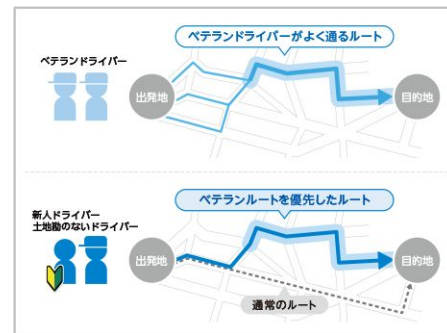 ベテランドライバーがよく通るルート
ベテランドライバー
出発地
目的地
ベテランルートを優先したルート
新人ドライバー
土地勘のないドライバー
出発地
目的地
通常のルート